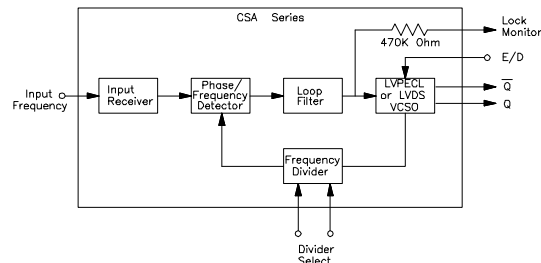 CSA Series
Lock
Monitor
470K Ohm
E/D
Input
Frequency
Input
Receiver
Phase/
Frequency
Detector
Loop
Filter
LVPECL
or LVDS
VCSO
Q
Q
Frequency
Divider
Divider
Select